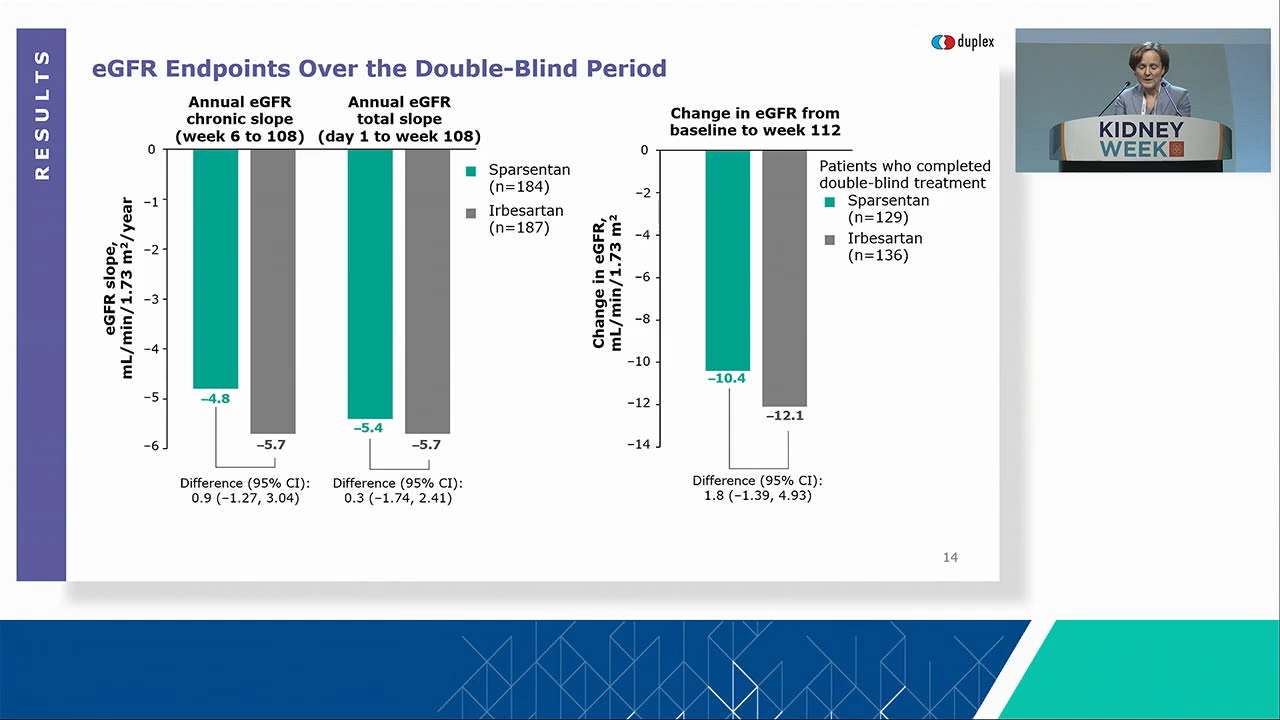 RESULTS
duplex
eGFR Endpoints Over the Double-Blind Period
Annual eGFR
chronic slope
(week 6 to 108)
Annual eGFR
total slope
(day 1 to week 108)
eGFR slope,
mL/min/1.73 m²/year
0
–1
–2
–3
–4
–5
–6
–4.8
–5.7
–5.4
–5.7
Sparsentan
(n=184)
Irbesartan
(n=187)
Difference (95% CI):
0.9 (–1.27, 3.04)
Difference (95% CI):
0.3 (–1.74, 2.41)
Change in eGFR from
baseline to week 112
Change in eGFR,
mL/min/1.73 m²
0
–2
–4
–6
–8
–10
–12
–14
–10.4
–12.1
Patients who completed
double-blind treatment
Sparsentan
(n=129)
Irbesartan
(n=136)
Difference (95% CI):
1.8 (–1.39, 4.93)
14
KIDNEY
WEEK